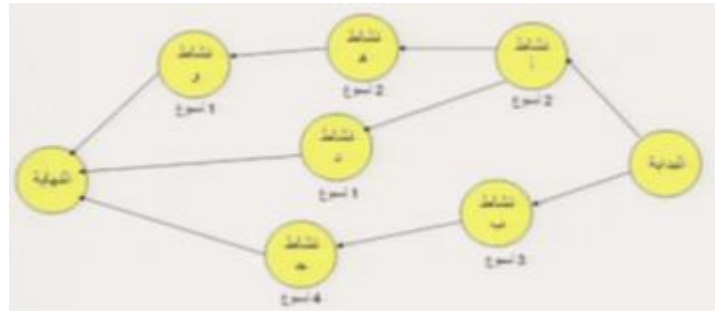 البداية
نشاط
أ
2 أسبوع
نشاط
هـ
2 أسبوع
نشاط
و
1 أسبوع
نشاط
د
1 أسبوع
نشاط
ب
3 أسبوع
نشاط
جـ
4 أسبوع
النهاية